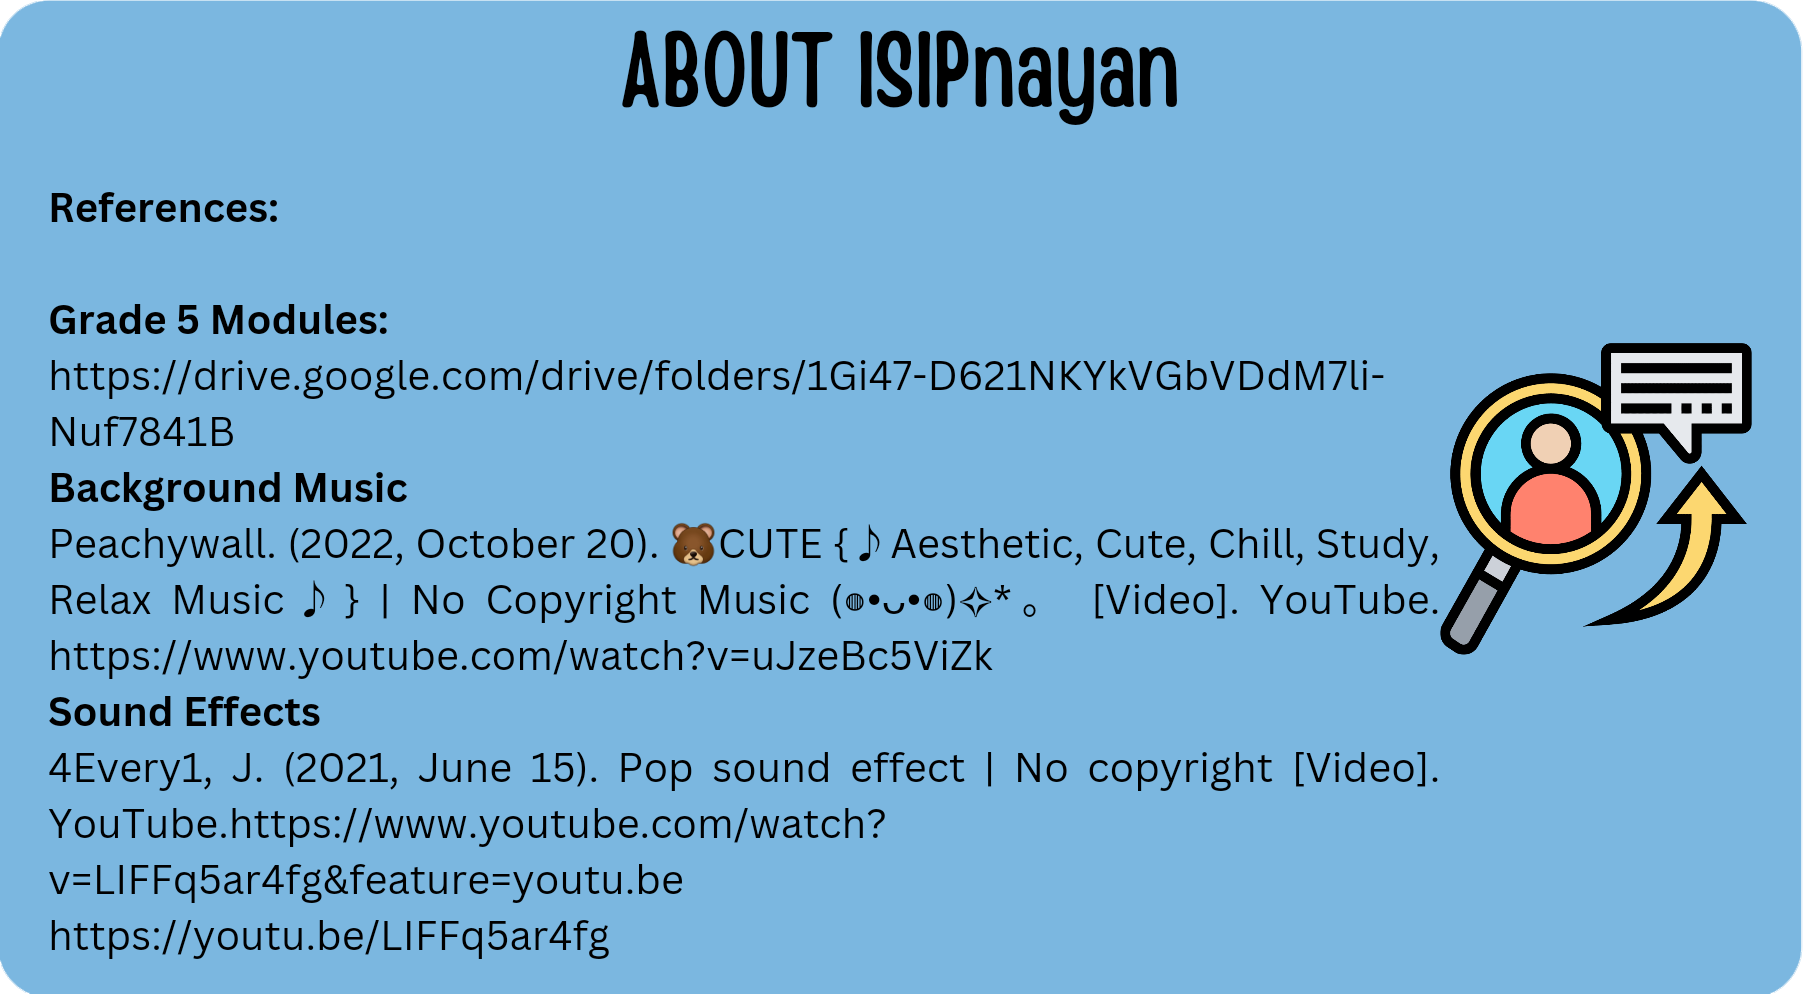 ABOUT ISIPnayan
References:
Grade 5 Modules:
https://drive.google.com/drive/folders/1Gi47-D621NKYkVGbVDdM7li-
Nuf7841B
Background Music
Peachywall. (2022, October 20). 🐻CUTE {♪Aesthetic, Cute, Chill, Study,
Relax Music♪} | No Copyright Music (◍•ᴗ•◍)✧*。 [Video]. YouTube.
https://www.youtube.com/watch?v=uJzeBc5ViZk
Sound Effects
4Every1, J. (2021, June 15). Pop sound effect | No copyright [Video].
YouTube.https://www.youtube.com/watch?
v=LIFFq5ar4fg&feature=youtu.be
https://youtu.be/LIFFq5ar4fg